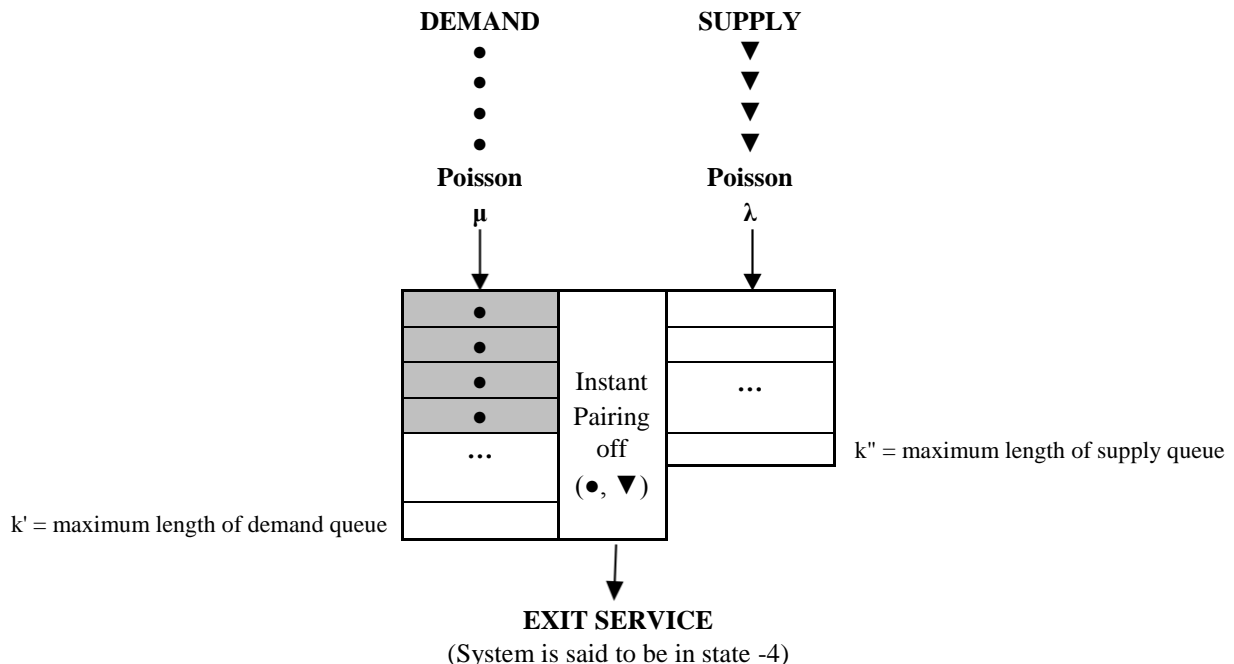 DEMAND SUPPLY
● ▼
● ▼
● ▼
● ▼
Poisson Poisson
μ λ
●
●
●
●
...
Instant
Pairing
off
(●, ▼)
...
k" = maximum length of supply queue
k' = maximum length of demand queue
EXIT SERVICE
(System is said to be in state -4)